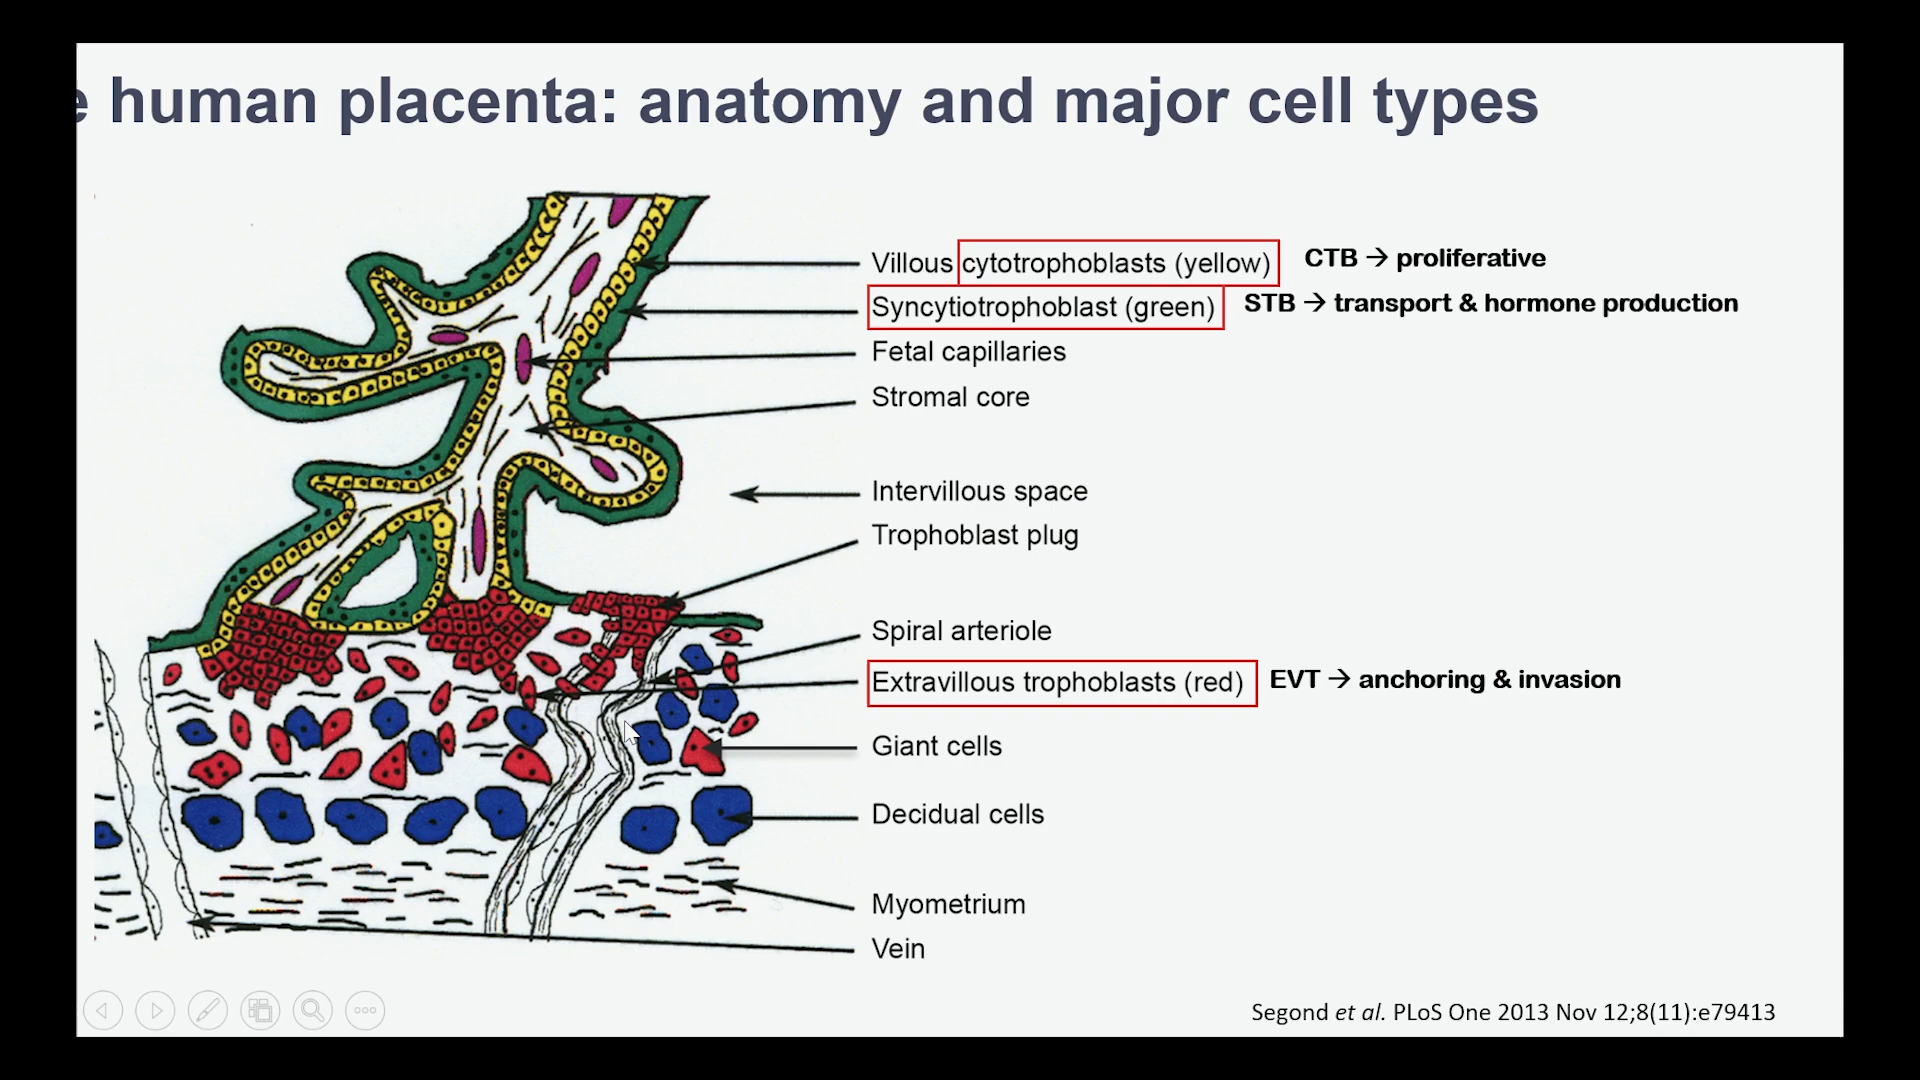 human placenta: anatomy and major cell types
Villous cytotrophoblasts (yellow) CTB → proliferative
Syncytiotrophoblast (green) STB → transport & hormone production
Fetal capillaries
Stromal core
Intervillous space
Trophoblast plug
Spiral arteriole
Extravillous trophoblasts (red) EVT → anchoring & invasion
Giant cells
Decidual cells
Myometrium
Vein
Segond et al. PLoS One 2013 Nov 12;8(11):e79413